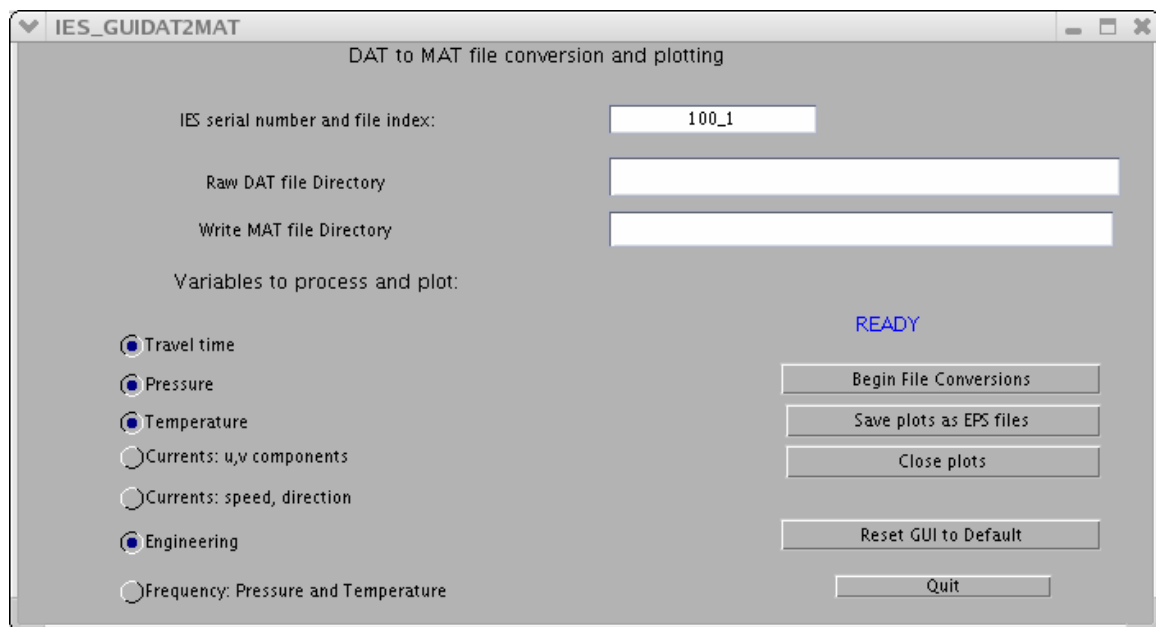 IES_GUIDAT2MAT
DAT to MAT file conversion and plotting
IES serial number and file index:
100_1
Raw DAT file Directory
Write MAT file Directory
Variables to process and plot:
READY
Travel time
Pressure
Temperature
Currents: u,v components
Currents: speed, direction
Engineering
Frequency: Pressure and Temperature
Begin File Conversions
Save plots as EPS files
Close plots
Reset GUI to Default
Quit